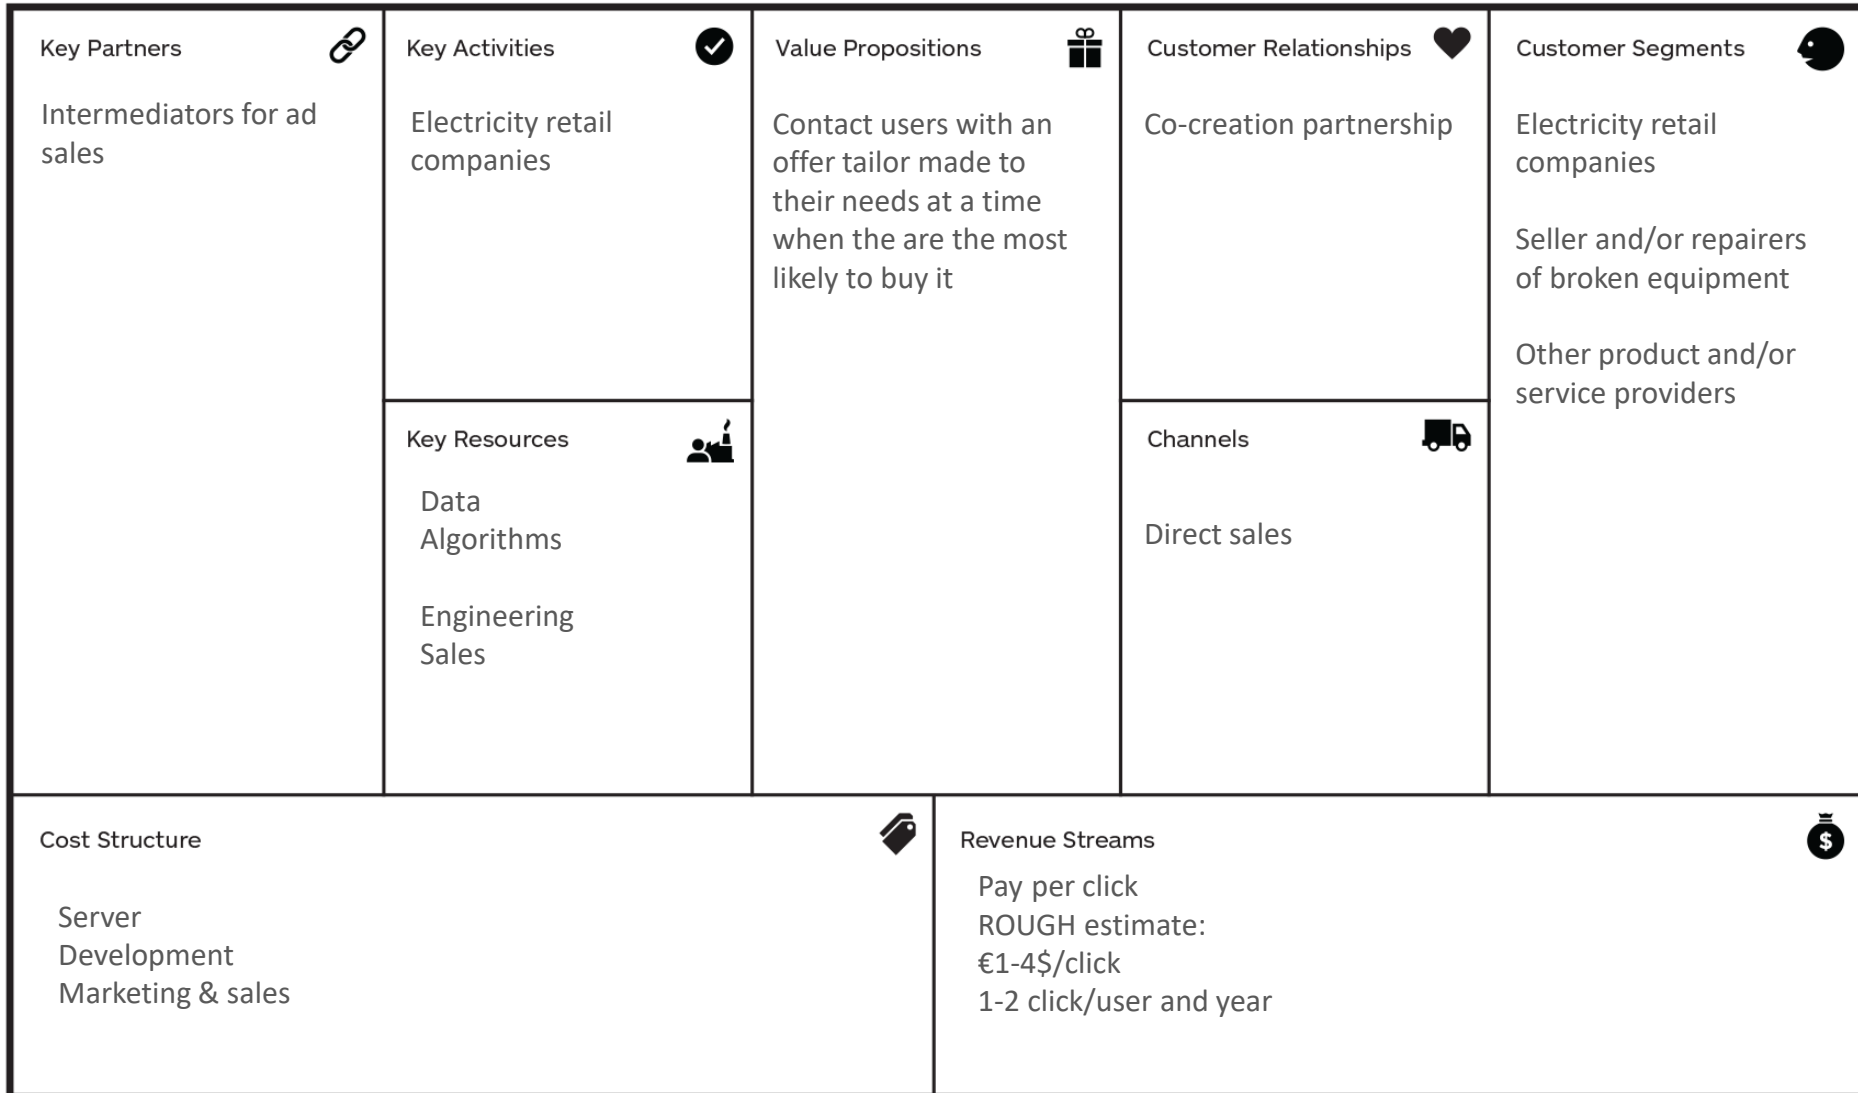 Key Partners
Intermediators for ad
sales
Key Activities
Electricity retail
companies
Key Resources
Data
Algorithms
Engineering
Sales
Value Propositions
Contact users with an
offer tailor made to
their needs at a time
when the are the most
likely to buy it
Customer Relationships
Co-creation partnership
Channels
Direct sales
Customer Segments
Electricity retail
companies
Seller and/or repairers
of broken equipment
Other product and/or
service providers
Cost Structure
Server
Development
Marketing & sales
Revenue Streams
$
Pay per click
ROUGH estimate:
€1-4$/click
1-2 click/user and year